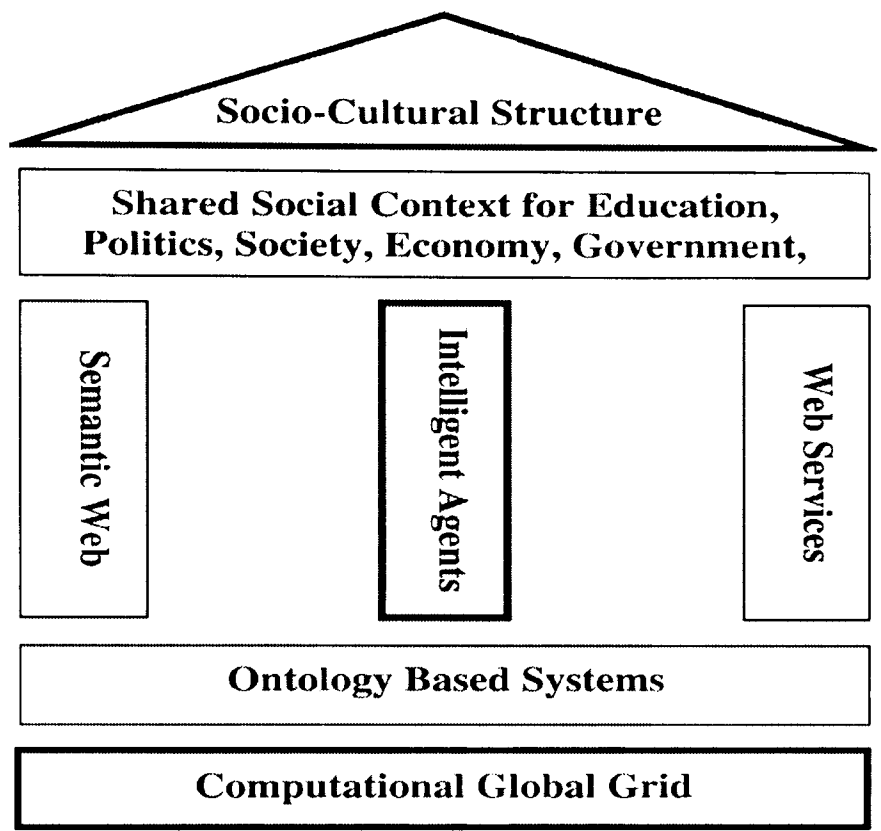 Socio-Cultural Structure
Shared Social Context for Education,
Politics, Society, Economy, Government,
Semantic Web
Intelligent Agents
Web Services
Ontology Based Systems
Computational Global Grid